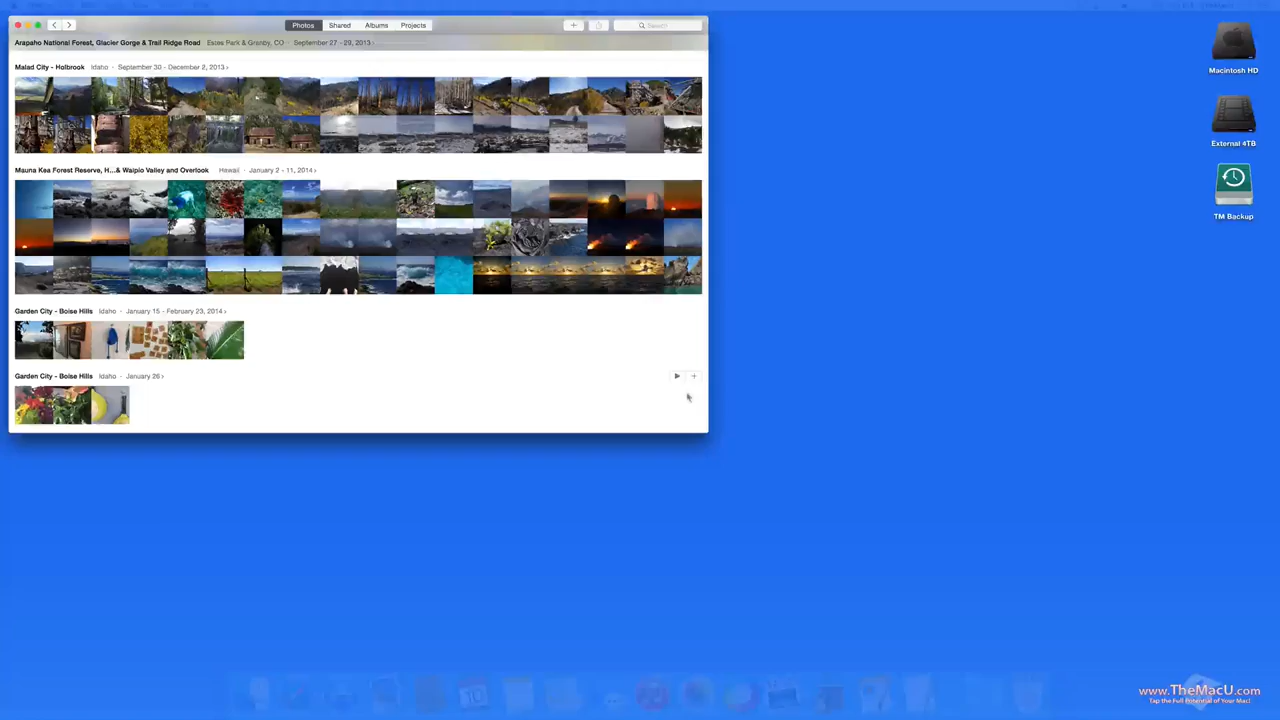 Photos Shared Albums Projects
Search
Arapaho National Forest, Glacier Gorge & Trail Ridge Road Estes Park & Granby, CO · September 27 - 29, 2013 ›
Malad City - Holbrook Idaho · September 30 - December 2, 2013 ›
Mauna Kea Forest Reserve, H...& Waipio Valley and Overlook Hawaii · January 2 - 11, 2014 ›
Garden City - Boise Hills Idaho · January 15 - February 23, 2014 ›
Garden City - Boise Hills Idaho · January 26 ›
Macintosh HD
External 4TB
TM Backup
www.TheMacU.com
Tap the Full Potential of Your Mac!